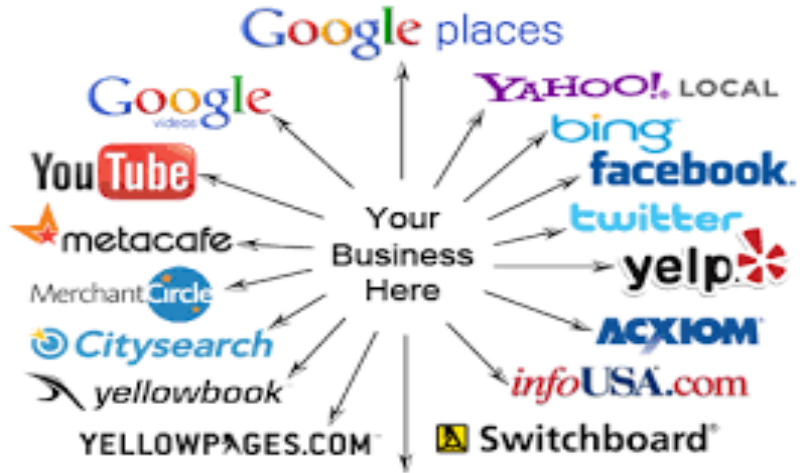 Google places
Google
videos
YAHOO!® LOCAL
bing™
YouTube
facebook®
metacafe
twitter
Your
Business
Here
yelp
MerchantCircle
Citysearch
ACXIOM
yellowbook
infoUSA.com
YELLOWPAGES.COM
Switchboard®